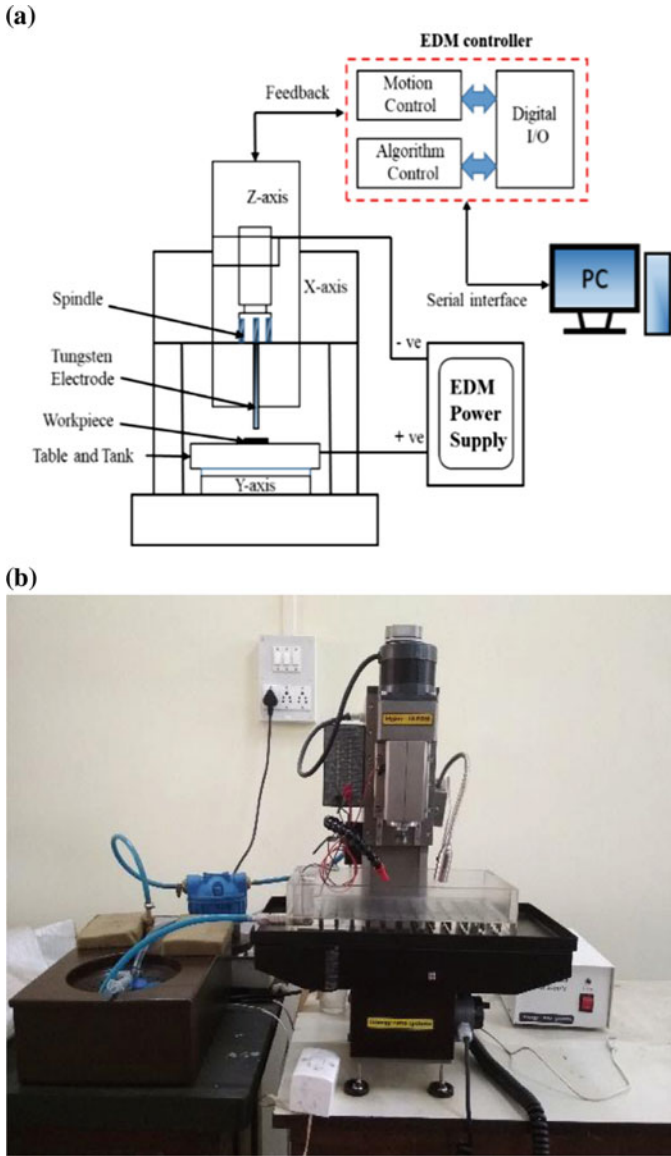 (a)
EDM controller
Feedback
Motion
Control
Algorithm
Control
Digital
I/O
Z-axis
X-axis
Spindle
Tungsten
Electrode
Workpiece
Table and Tank
Y-axis
Serial interface
PC
- ve
+ ve
EDM
Power
Supply
(b)